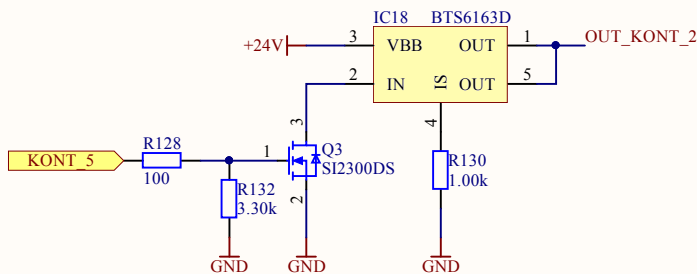 IC18 BTS6163D
+24V 3 VBB OUT 1 OUT_KONT_2
2 IN IS OUT 5
4
3
R128 Q3
KONT_5 1 SI2300DS R130
100 R132 1.00k
3.30k 2
GND GND GND